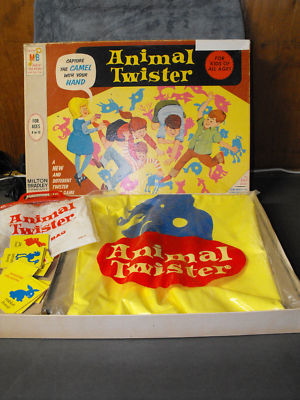 MB
CAPTURE
the CAMEL
WITH YOUR
HAND
Animal
Twister
FOR
KIDS OF
ALL AGES
FOR
AGES
A
NEW
AND
DIFFERENT
TWISTER
GAME
MILTON
BRADLEY
Animal
Twister
Animal
Twister